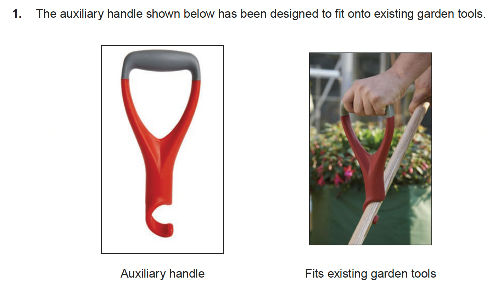 1. The auxiliary handle shown below has been designed to fit onto existing garden tools.
Auxiliary handle
Fits existing garden tools